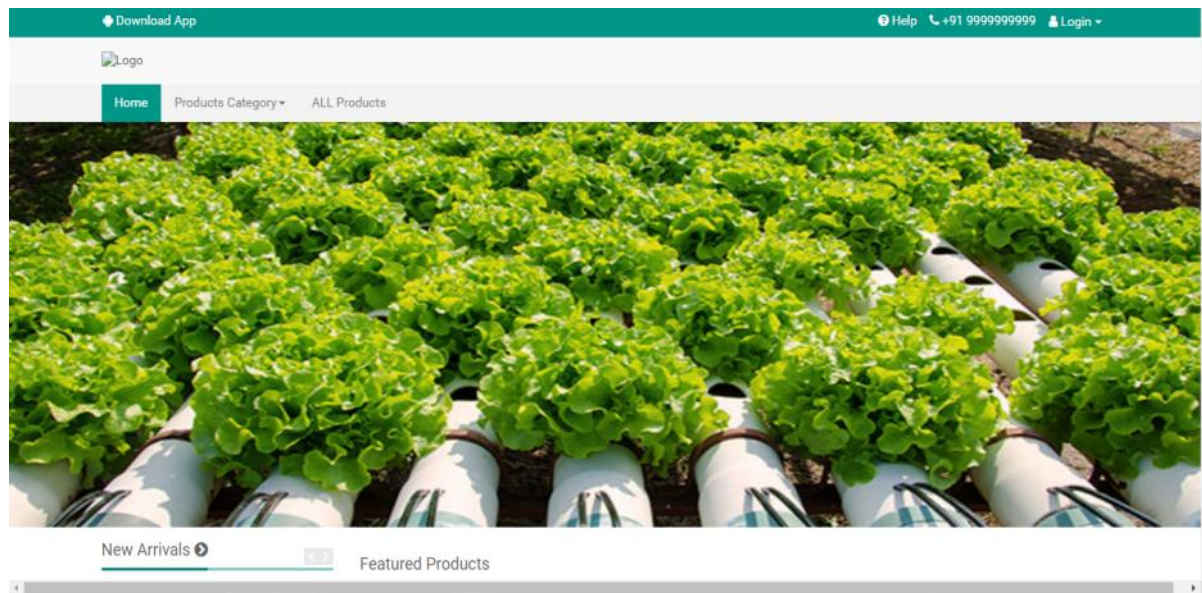 Download App
Help +91 9999999999 Login
Logo
Home Products Category ALL Products
New Arrivals
Featured Products